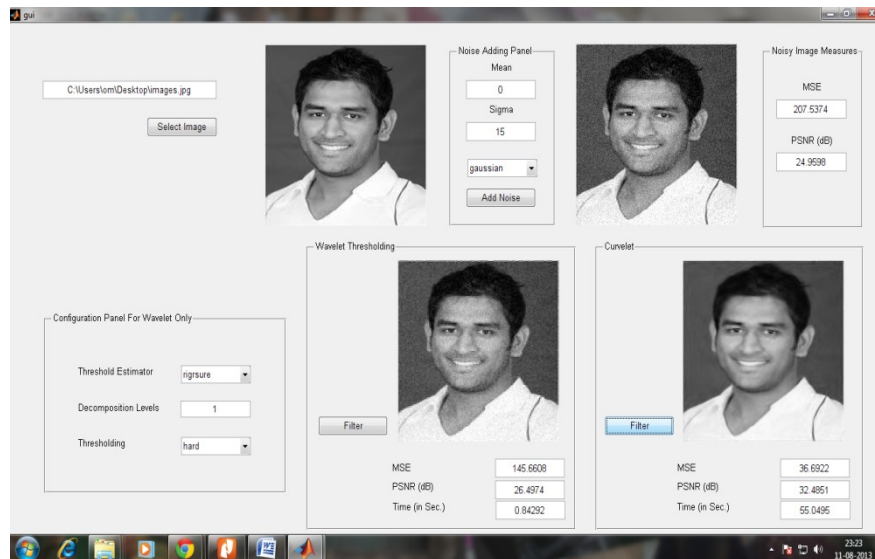 gui
C:\Users\om\Desktop\images.jpg
Select Image
Noise Adding Panel
Mean
0
Sigma
15
gaussian
Add Noise
Noisy Image Measures
MSE
207.5374
PSNR (dB)
24.9598
Configuration Panel For Wavelet Only
Threshold Estimator
rigrsure
Decomposition Levels
1
Thresholding
hard
Wavelet Thresholding
Filter
MSE
145.6608
PSNR (dB)
26.4974
Time (in Sec.)
0.84292
Curvelet
Filter
MSE
36.6922
PSNR (dB)
32.4851
Time (in Sec.)
55.0495
23:23
11-08-2013